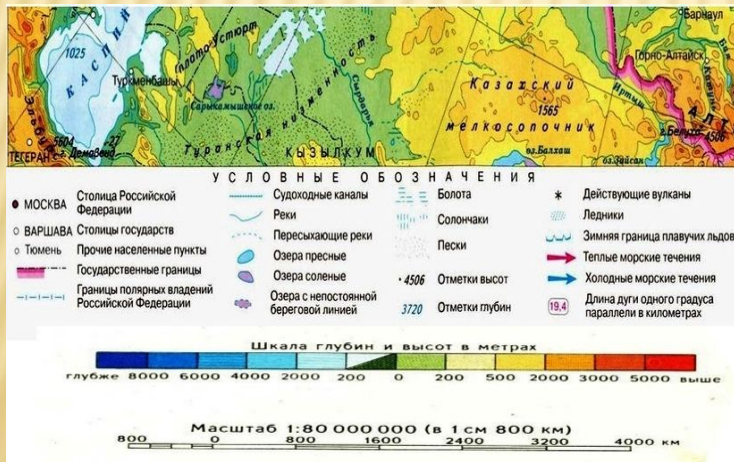 Барнаул
1025
КАСПИЙ
плато Устюрт
Горно-Алтайск
Катунь
Туркменбашы
Казахский
Сырдарья
Иртыш
Сарыкамышское оз.
1565
АЛТ
Туранская низменность
мелкосопочник
г.Белуха 4506
Эльбр
5604
-27
КЫЗЫЛКУМ
оз.Балхаш
ТЕГЕРАН
г. Демавенд
оз.Зайсан
УСЛОВНЫЕ ОБОЗНАЧЕНИЯ
МОСКВА Столица Российской
Федерации
ВАРШАВА Столицы государств
Тюмень Прочие населенные пункты
Государственные границы
Границы полярных владений
Российской Федерации
Судоходные каналы
Реки
Пересыхающие реки
Озера пресные
Озера соленые
Озера с непостоянной
береговой линией
Болота
Солончаки
Пески
4506 Отметки высот
3720 Отметки глубин
Действующие вулканы
Ледники
Зимняя граница плавучих льдов
Теплые морские течения
Холодные морские течения
19,4 Длина дуги одного градуса
параллели в километрах
Шкала глубин и высот в метрах
глубже 8000 6000 4000 2000 200 0 200 500 2000 3000 5000 выше
Масштаб 1:80 000 000 (в 1 см 800 км)
800 0 800 1600 2400 3200 4000 км